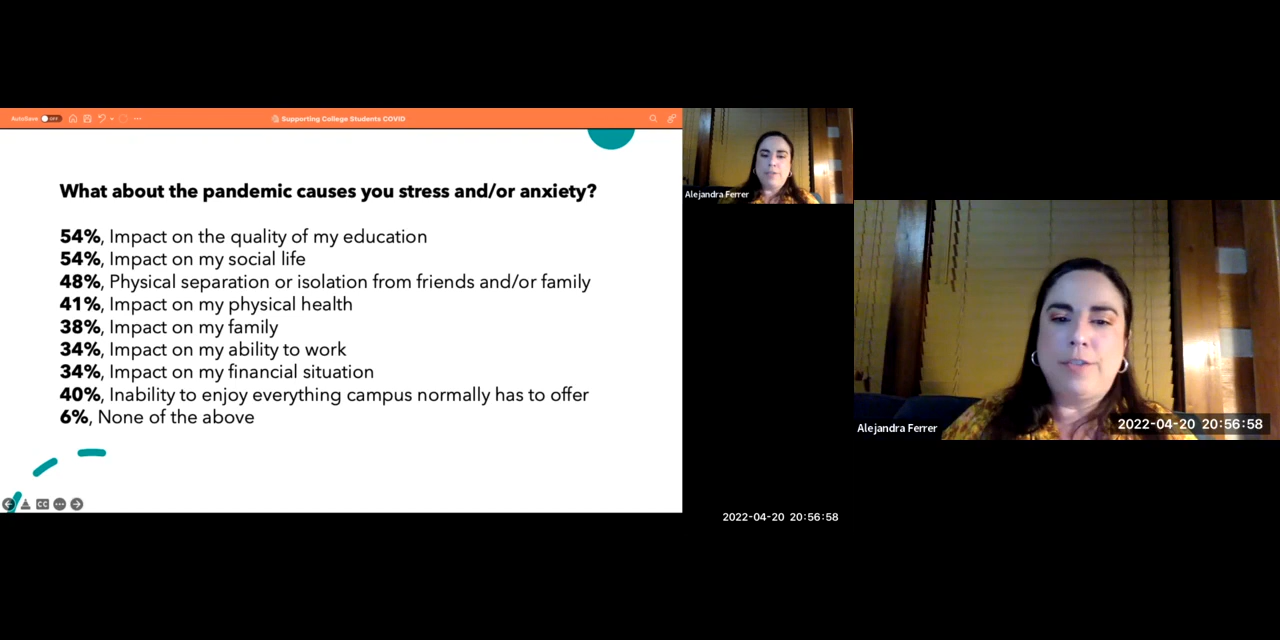 AutoSave OFF
Supporting College Students COVID
What about the pandemic causes you stress and/or anxiety?
54%, Impact on the quality of my education
54%, Impact on my social life
48%, Physical separation or isolation from friends and/or family
41%, Impact on my physical health
38%, Impact on my family
34%, Impact on my ability to work
34%, Impact on my financial situation
40%, Inability to enjoy everything campus normally has to offer
6%, None of the above
CC
Alejandra Ferrer
2022-04-20 20:56:58
Alejandra Ferrer
2022-04-20 20:56:58